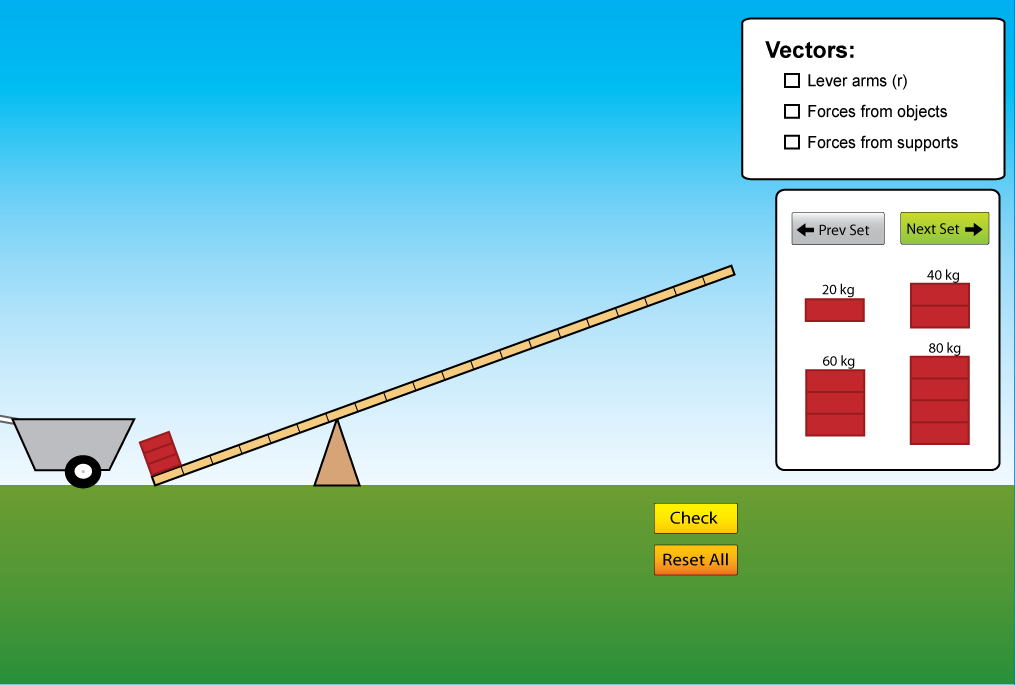 Vectors:
Lever arms (r)
Forces from objects
Forces from supports
Prev Set
Next Set
20 kg
40 kg
60 kg
80 kg
Check
Reset All